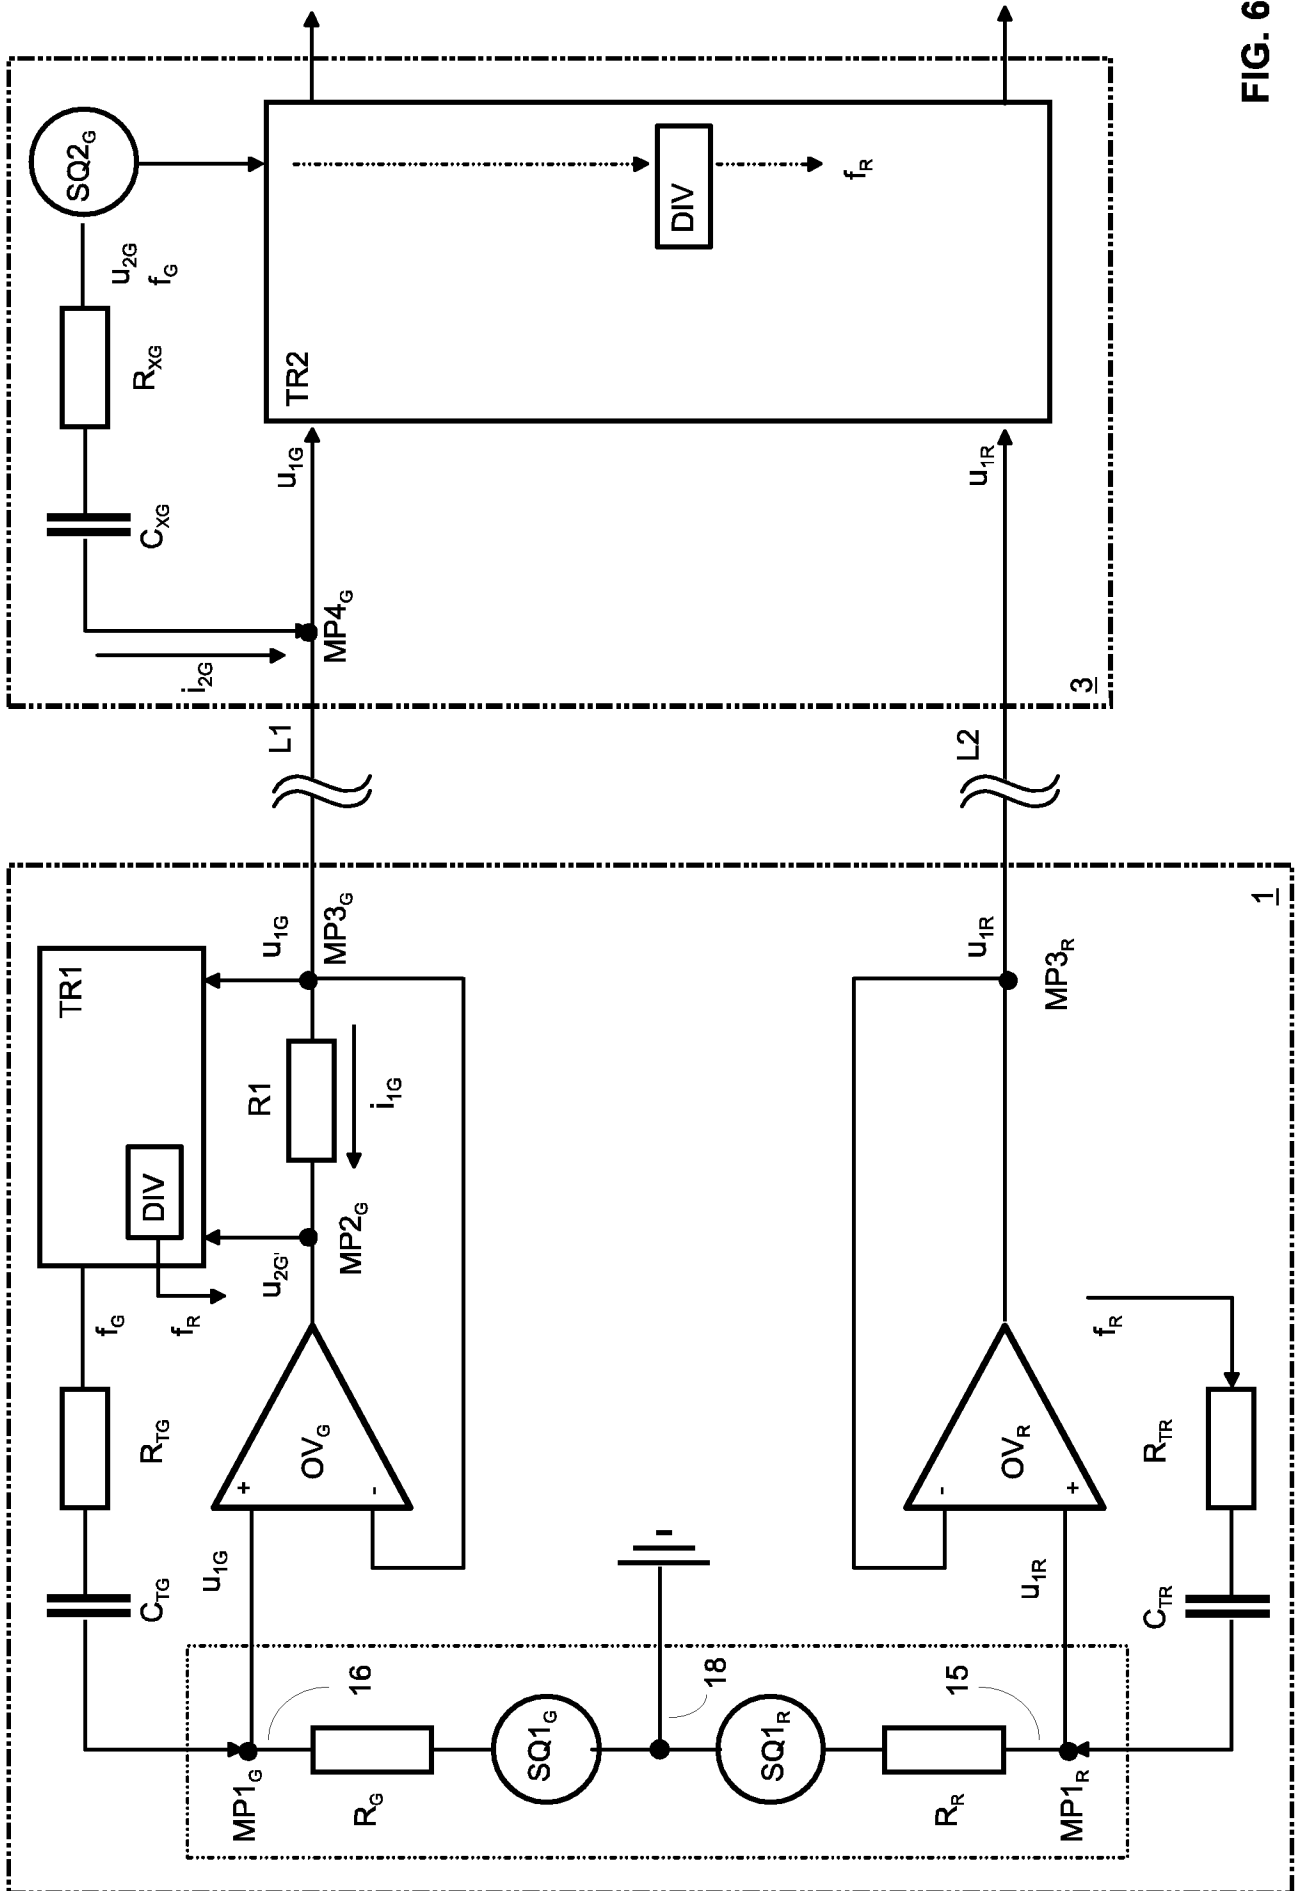 SQ2G
u2G
fG
RXG
CXG
i2G
MP4G
u1G
TR2
DIV
fR
u1R
3
L1
L2
1
TR1
DIV
u1G
MP3G
R1
i1G
u2G'
MP2G
fG
fR
RTG
CTG
u1G
+
-
OVG
MP1G
16
RG
SQ1G
18
SQ1R
15
RR
MP1R
u1R
-
+
OVR
u1R
MP3R
fR
RTR
CTR
FIG. 6